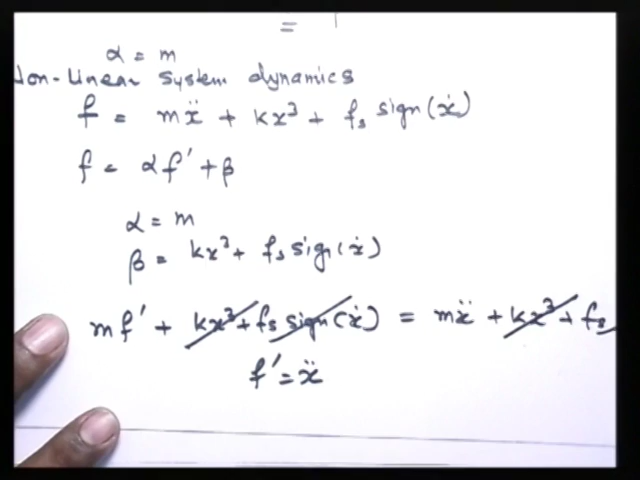 =
α = m
Non-Linear System dynamics
f = mẍ + kx³ + fₛ sign(ẋ)
f = αf' + β
α = m
β = kx³ + fₛ sign(ẋ)
mf' + kx³ + fₛ sign(ẋ) = mẍ + kx³ + fₛ
f' = ẍ